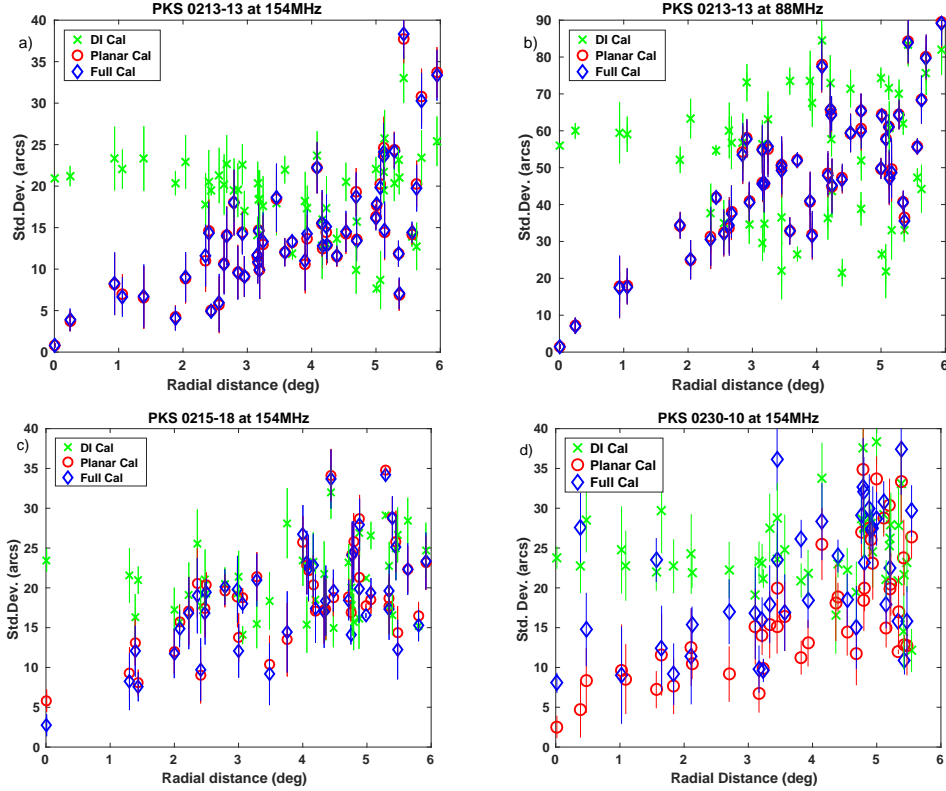 PKS 0213-13 at 154MHz
a)
DI Cal
Planar Cal
Full Cal
Std.Dev. (arcs)
40
35
30
25
20
15
10
5
0
0 1 2 3 4 5 6
Radial distance (deg)
PKS 0213-13 at 88MHz
b)
DI Cal
Planar Cal
Full Cal
Std.Dev. (arcs)
90
80
70
60
50
40
30
20
10
0
0 1 2 3 4 5 6
Radial distance (deg)
PKS 0215-18 at 154MHz
c)
DI Cal
Planar Cal
Full Cal
Std.Dev. (arcs)
40
35
30
25
20
15
10
5
0
0 1 2 3 4 5 6
Radial distance (deg)
PKS 0230-10 at 154MHz
d)
DI Cal
Planar Cal
Full Cal
Std.Dev. (arcs)
40
35
30
25
20
15
10
5
0
0 1 2 3 4 5 6
Radial Distance (deg)